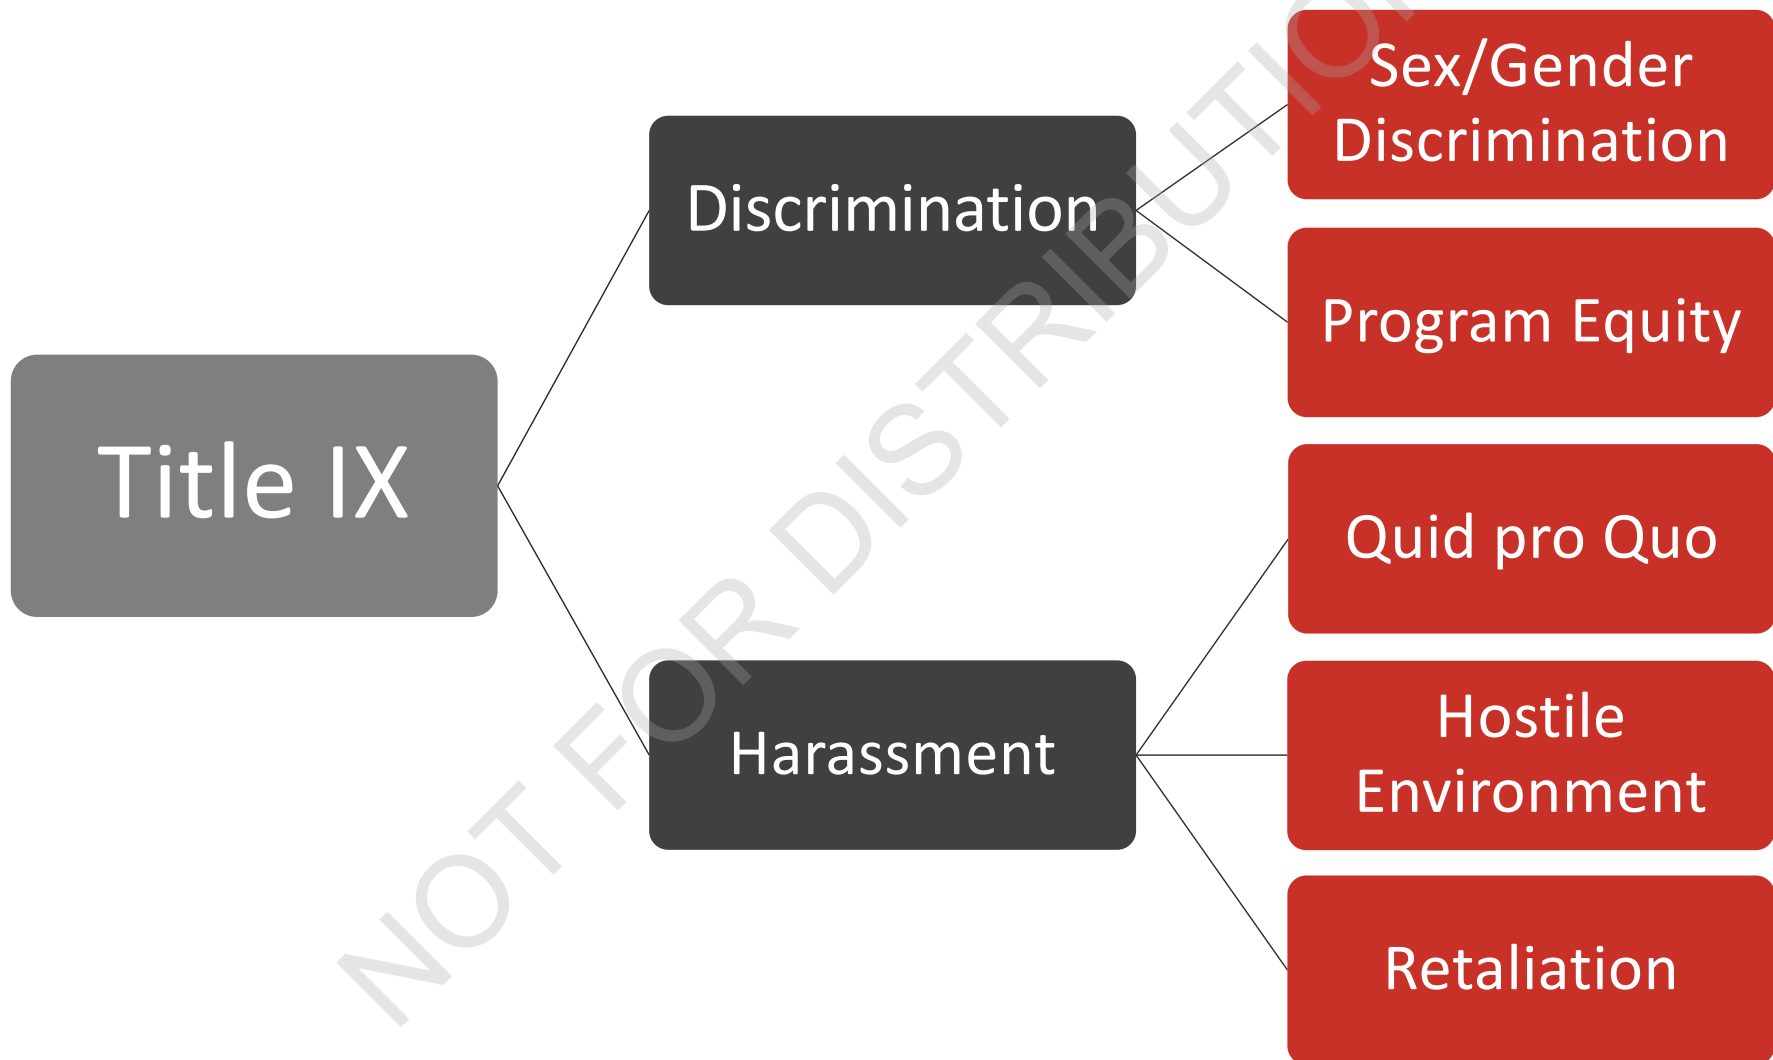 Title IX
Discrimination
Sex/Gender
Discrimination
Program Equity
Harassment
Quid pro Quo
Hostile
Environment
Retaliation
NOT FOR DISTRIBUTION